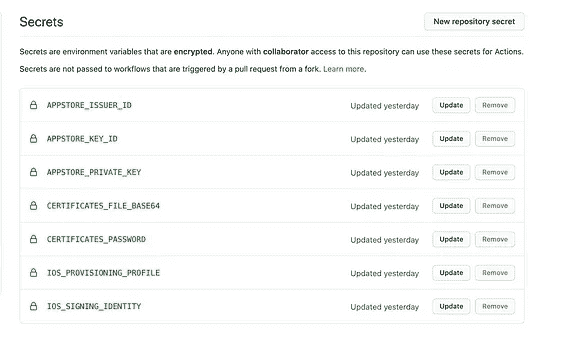 Secrets
New repository secret
Secrets are environment variables that are encrypted. Anyone with collaborator access to this repository can use these secrets for Actions.
Secrets are not passed to workflows that are triggered by a pull request from a fork. Learn more.
APPSTORE_ISSUER_ID Updated yesterday Update Remove
APPSTORE_KEY_ID Updated yesterday Update Remove
APPSTORE_PRIVATE_KEY Updated yesterday Update Remove
CERTIFICATES_FILE_BASE64 Updated yesterday Update Remove
CERTIFICATES_PASSWORD Updated yesterday Update Remove
IOS_PROVISIONING_PROFILE Updated yesterday Update Remove
IOS_SIGNING_IDENTITY Updated yesterday Update Remove